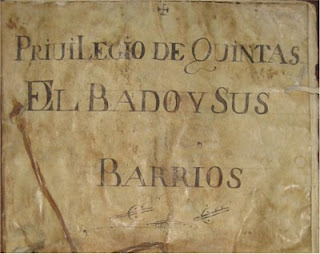 PRIUILEGIO DE QUINTAS
EL BADO Y SUS
BARRIOS